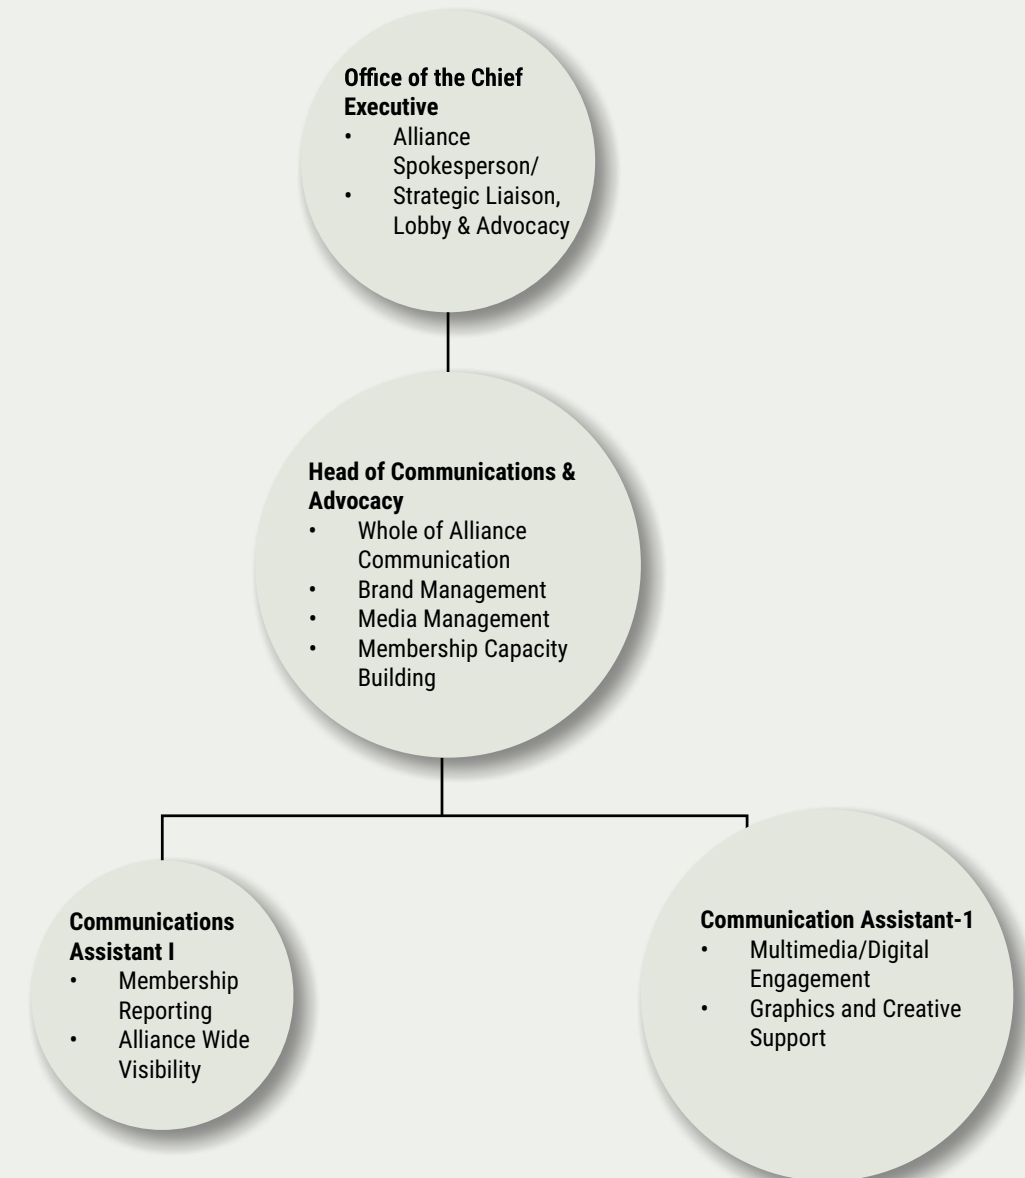 Office of the Chief
Executive
• Alliance
Spokesperson/
• Strategic Liaison,
Lobby & Advocacy
Head of Communications &
Advocacy
• Whole of Alliance
Communication
• Brand Management
• Media Management
• Membership Capacity
Building
Communications
Assistant I
• Membership
Reporting
• Alliance Wide
Visibility
Communication Assistant-1
• Multimedia/Digital
Engagement
• Graphics and Creative
Support